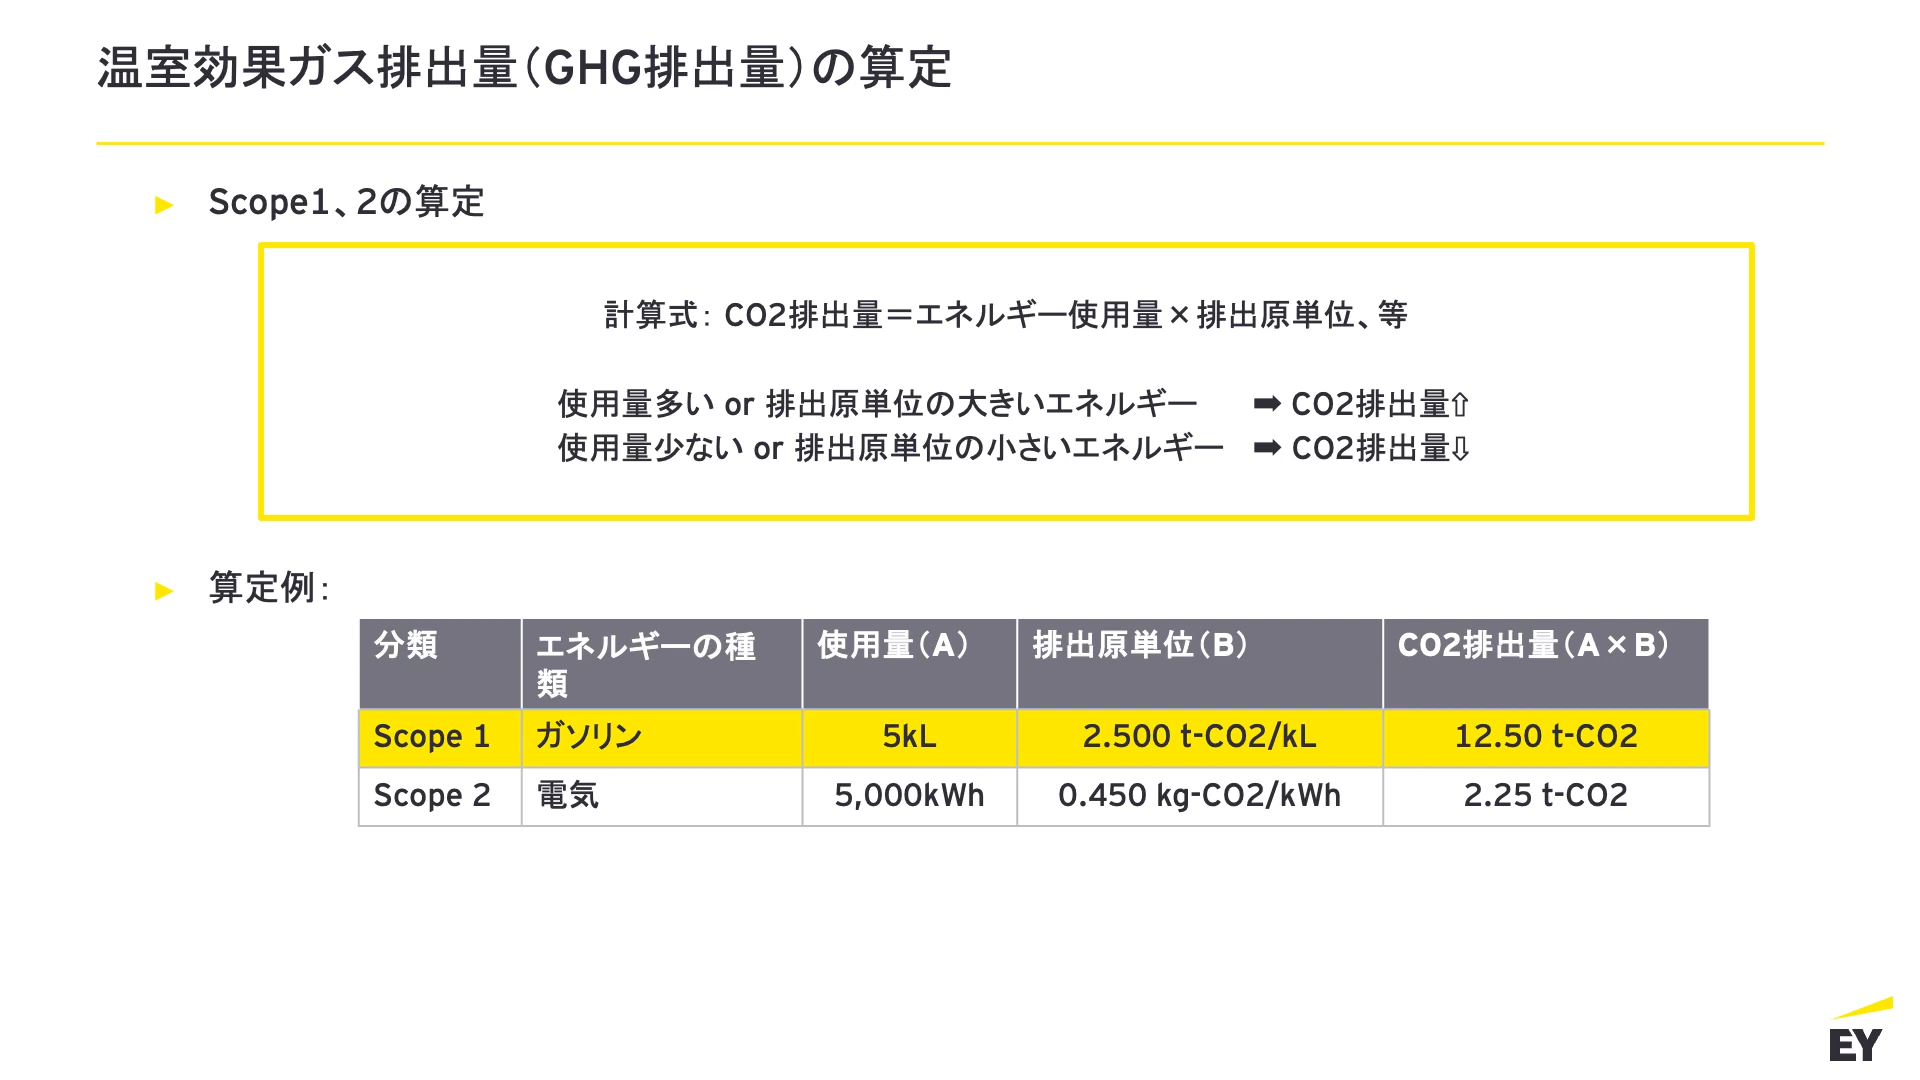 温室効果ガス排出量（GHG排出量）の算定
► Scope1、2の算定
計算式： CO2排出量＝エネルギー使用量×排出原単位、等
使用量多い or 排出原単位の大きいエネルギー ➡ CO2排出量⇧
使用量少ない or 排出原単位の小さいエネルギー ➡ CO2排出量⇩
► 算定例：
分類 エネルギーの種類 使用量（A） 排出原単位（B） CO2排出量（A×B）
Scope 1 ガソリン 5kL 2.500 t-CO2/kL 12.50 t-CO2
Scope 2 電気 5,000kWh 0.450 kg-CO2/kWh 2.25 t-CO2
EY